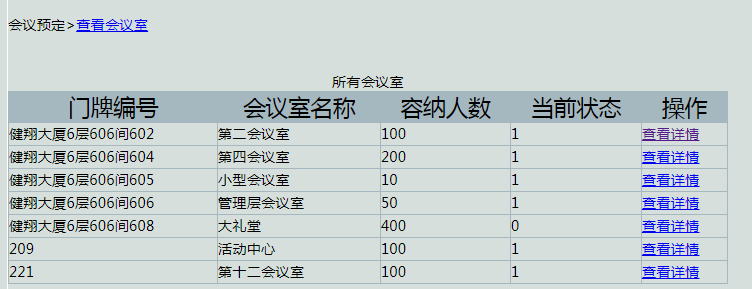 会议预定>查看会议室
所有会议室
门牌编号 会议室名称 容纳人数 当前状态 操作
健翔大厦6层606间602 第二会议室 100 1 查看详情
健翔大厦6层606间604 第四会议室 200 1 查看详情
健翔大厦6层606间605 小型会议室 10 1 查看详情
健翔大厦6层606间606 管理层会议室 50 1 查看详情
健翔大厦6层606间608 大礼堂 400 0 查看详情
209 活动中心 100 1 查看详情
221 第十二会议室 100 1 查看详情